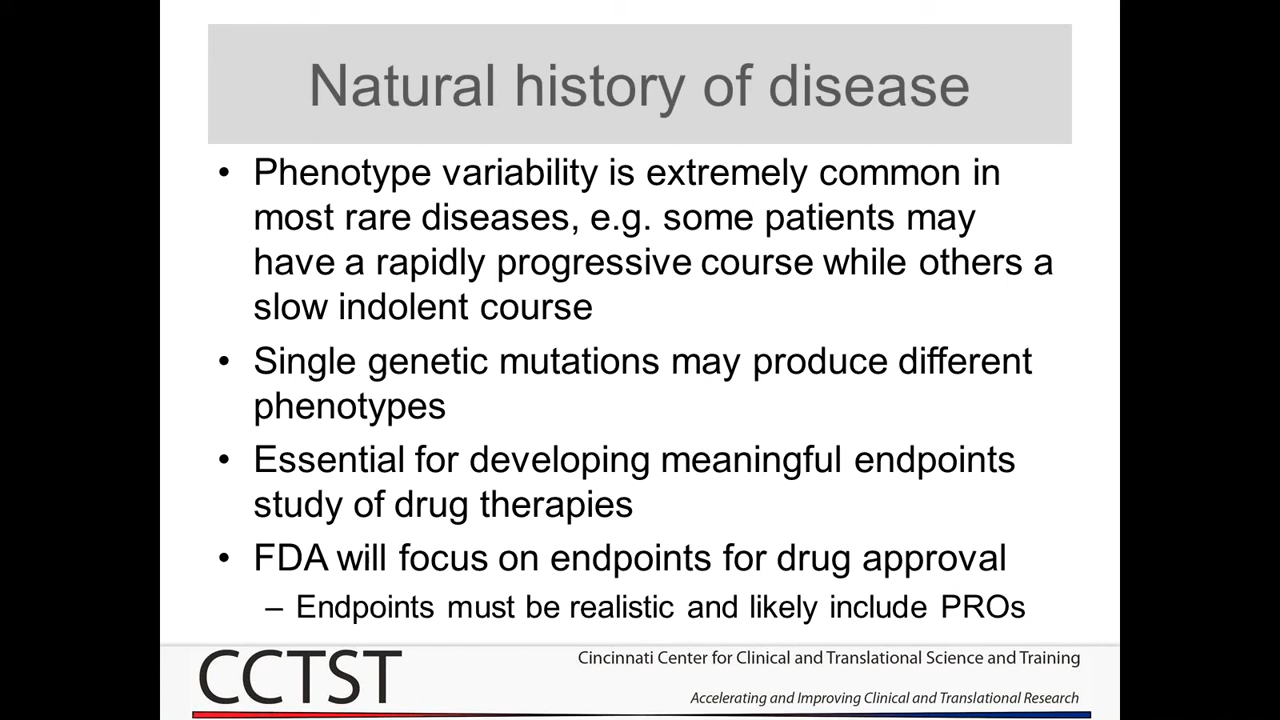 Natural history of disease
• Phenotype variability is extremely common in
most rare diseases, e.g. some patients may
have a rapidly progressive course while others a
slow indolent course
• Single genetic mutations may produce different
phenotypes
• Essential for developing meaningful endpoints
study of drug therapies
• FDA will focus on endpoints for drug approval
– Endpoints must be realistic and likely include PROs
CCTST
Cincinnati Center for Clinical and Translational Science and Training
Accelerating and Improving Clinical and Translational Research